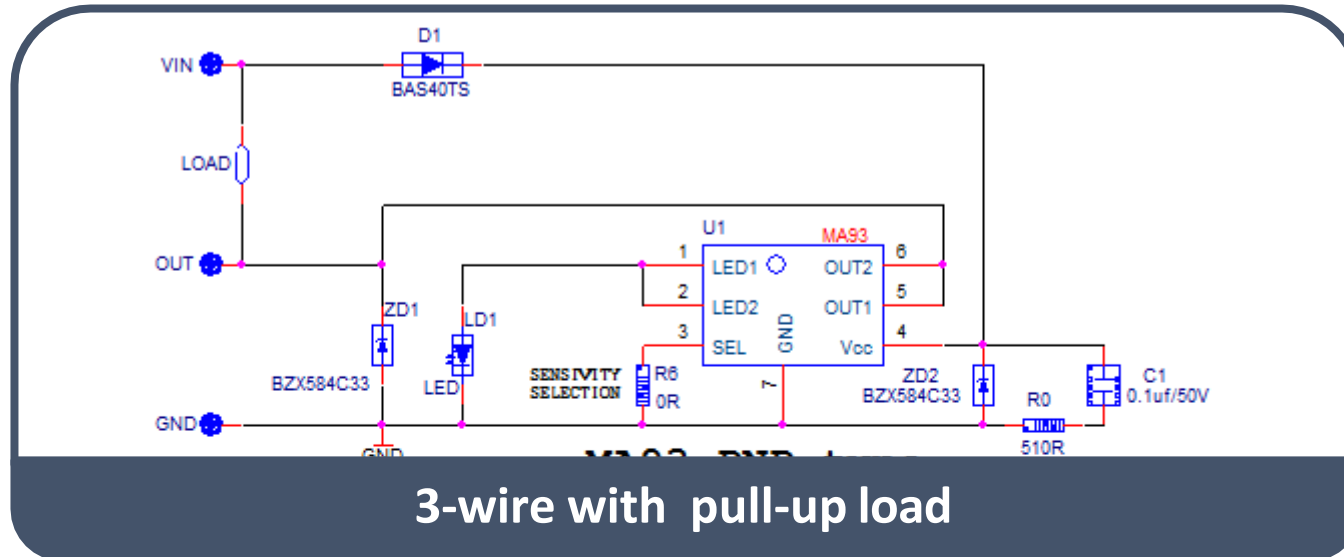 D1
VIN
BAS40TS
LOAD
U1
MA93
OUT
1
LED1
OUT2
6
2
LED2
OUT1
5
3
SEL
GND
Vcc
4
7
ZD1
BZX584C33
LD1
LED
SENSIVITY
SELECTION
R6
0R
ZD2
BZX584C33
R0
510R
C1
0.1uf/50V
GND
GND
3-wire with pull-up load